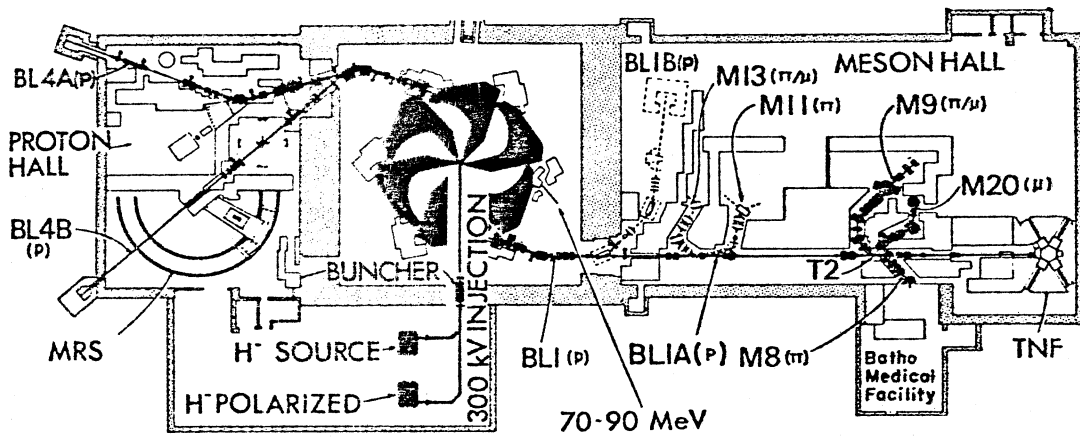 BL4A(p)
PROTON
HALL
BL4B
(p)
MRS
BUNCHER
H⁻ SOURCE
H⁻POLARIZED
300 kV INJECTION
BL1 (p)
70-90 MeV
BL1B(p)
M13 (π/μ)
M11 (π)
MESON HALL
M9 (π/μ)
M20 (μ)
T2
BL1A(p)
M8 (π)
Batho
Medical
Facility
TNF